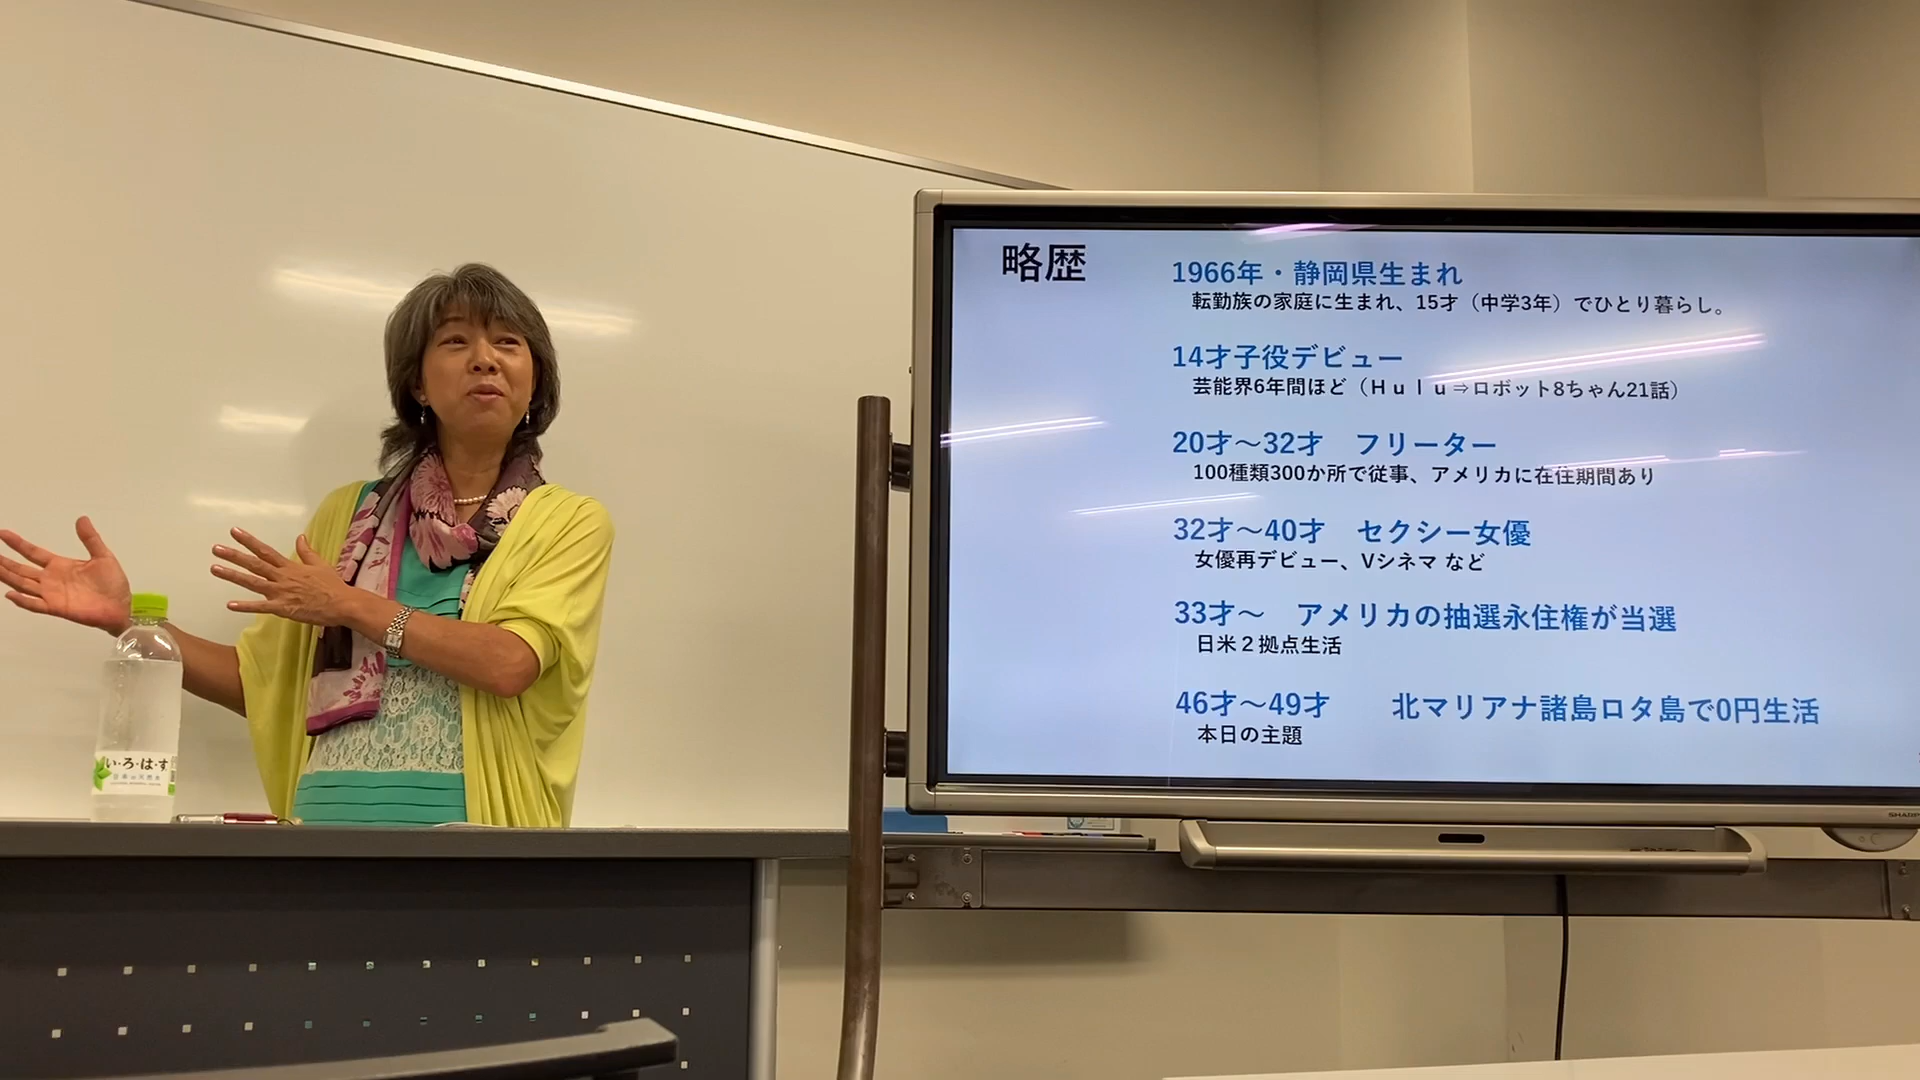 略歴
1966年・静岡県生まれ
転勤族の家庭に生まれ、15才（中学3年）でひとり暮らし。
14才子役デビュー
芸能界6年間ほど（Ｈｕｌｕ⇒ロボット8ちゃん21話）
20才～32才　フリーター
100種類300か所で従事、アメリカに在住期間あり
32才～40才　セクシー女優
女優再デビュー、Vシネマ など
33才～　アメリカの抽選永住権が当選
日米２拠点生活
46才～49才　　北マリアナ諸島ロタ島で0円生活
本日の主題
い・ろ・は・す
SHARP